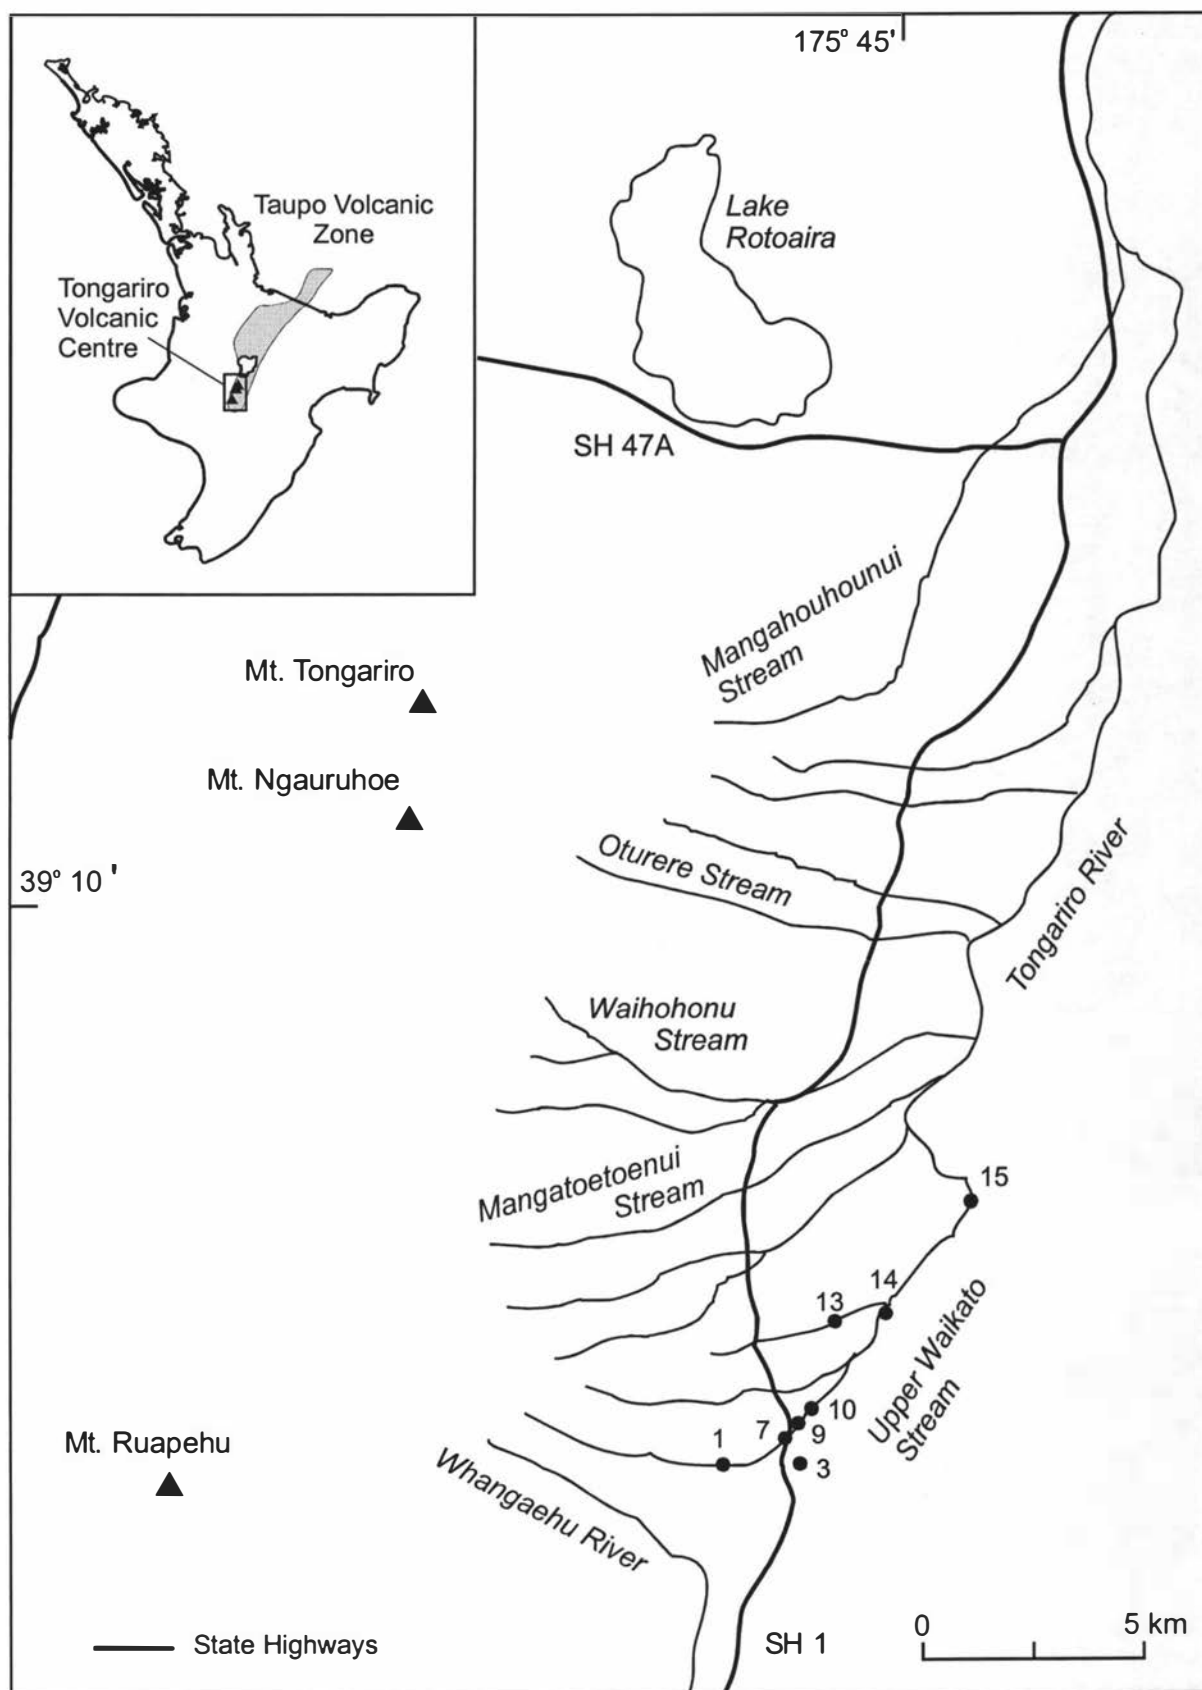 175° 45'
Taupo Volcanic
Zone
Tongariro
Volcanic
Centre
Lake
Rotoaira
SH 47A
Mangahouhounui
Stream
Mt. Tongariro
Mt. Ngauruhoe
39° 10 '
Oturere Stream
Tongariro River
Waihohonu
Stream
Mangatoetoenui
Stream
15
14
13
Upper Waikato
Stream
10
9
7
1
3
Mt. Ruapehu
Whangaehu River
State Highways
SH 1
0
5 km